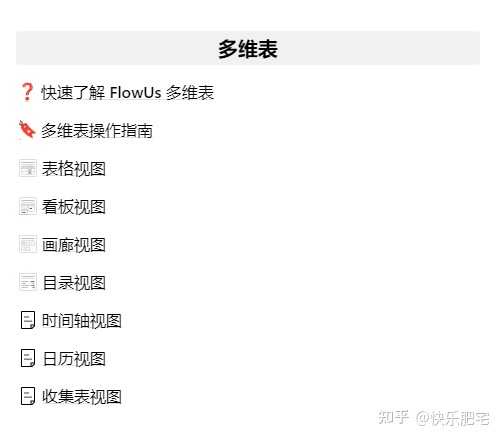 多维表
快速了解 FlowUs 多维表
多维表操作指南
表格视图
看板视图
画廊视图
目录视图
时间轴视图
日历视图
收集表视图
知乎 @快乐肥宅